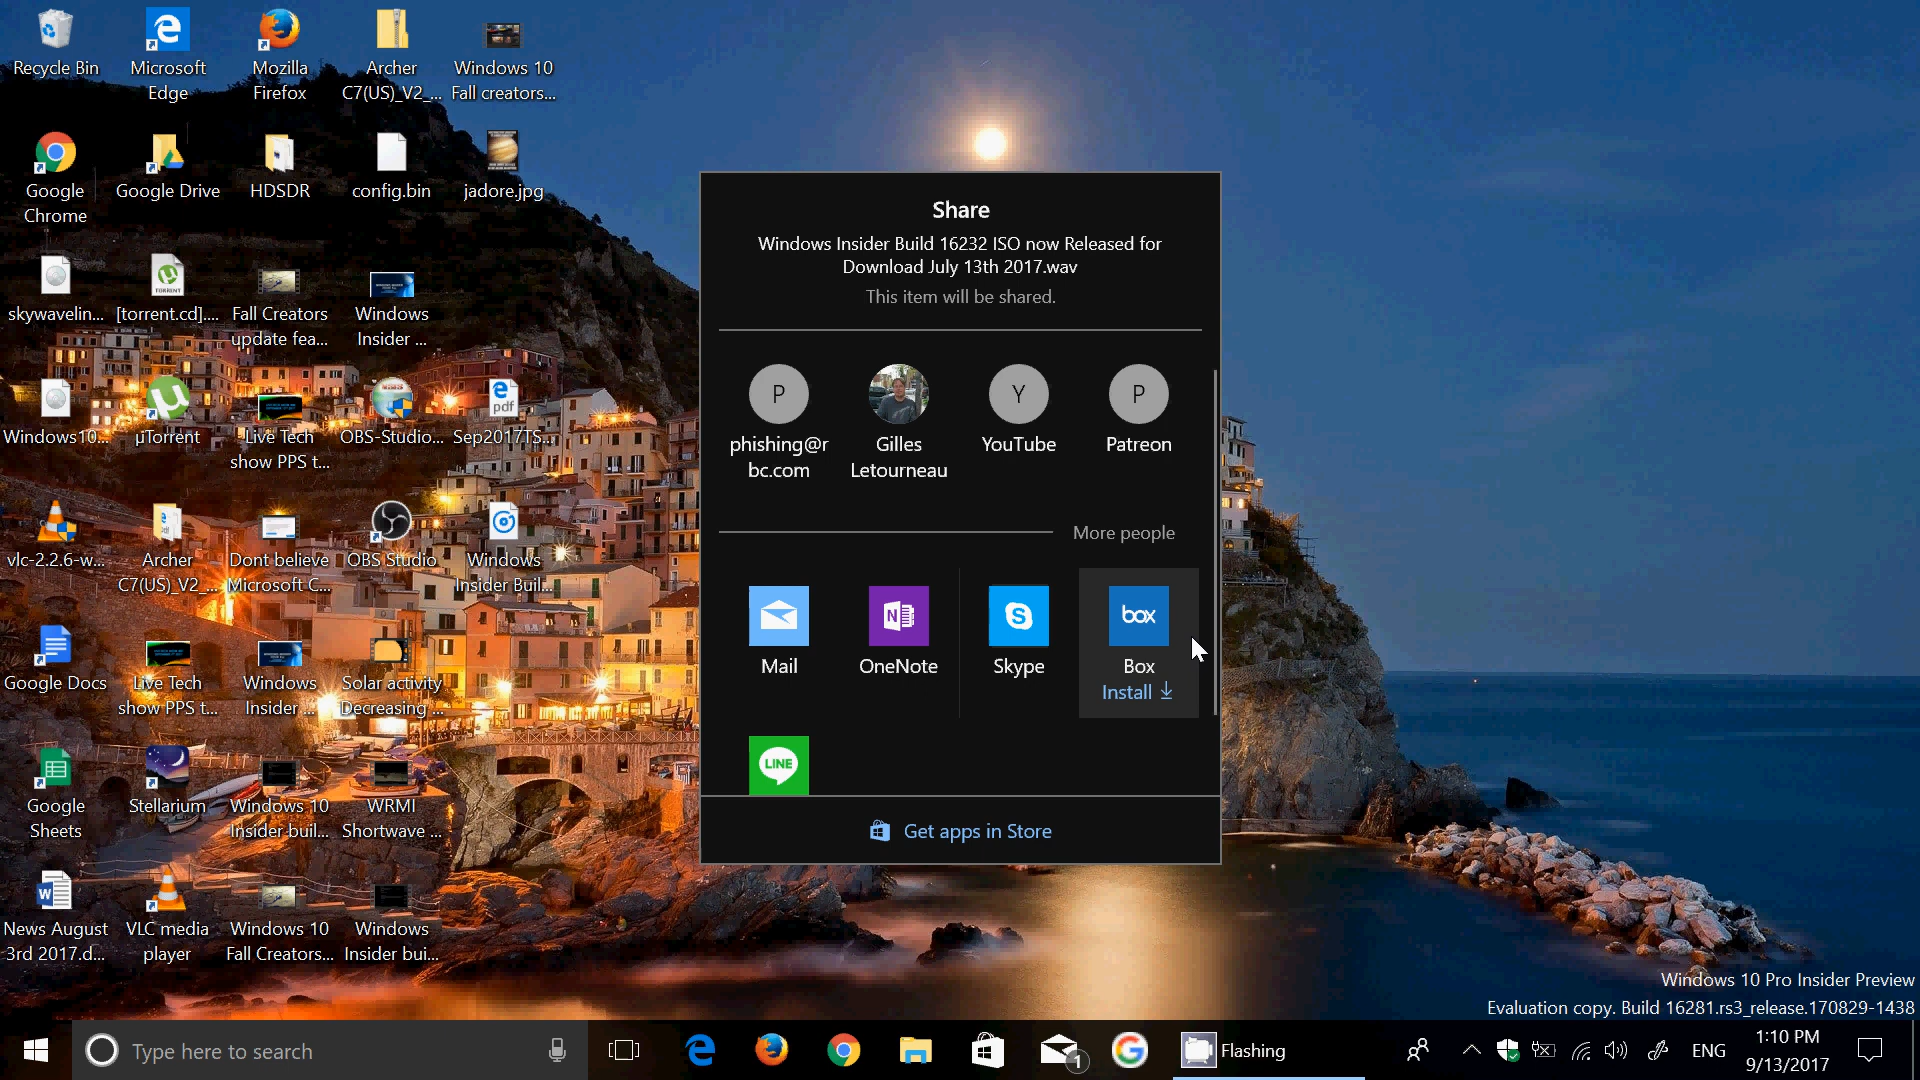 Recycle Bin
Microsoft
Edge
Mozilla
Firefox
Archer
C7(US)_V2_...
Windows 10
Fall creators...
Google
Chrome
Google Drive
HDSDR
config.bin
jadore.jpg
skywavelin...
TORRENT
[torrent.cd]....
Fall Creators
update fea...
Windows
Insider ...
Windows10...
µTorrent
Live Tech
show PPS t...
OBS-Studio...
pdf
Sep2017TS...
vlc-2.2.6-w...
Archer
C7(US)_V2_...
Dont believe
Microsoft C...
OBS Studio
Windows
Insider Buil...
Google Docs
Live Tech
show PPS t...
Windows
Insider ...
Solar activity
Decreasing ...
Google
Sheets
Stellarium
Windows 10
Insider buil...
WRMI
Shortwave ...
News August
3rd 2017.d...
VLC media
player
Windows 10
Fall Creators...
Windows
Insider bui...
Share
Windows Insider Build 16232 ISO now Released for
Download July 13th 2017.wav
This item will be shared.
P
phishing@r
bc.com
Gilles
Letourneau
Y
YouTube
P
Patreon
More people
Mail
N
OneNote
S
Skype
box
Box
Install
LINE
Get apps in Store
Windows 10 Pro Insider Preview
Evaluation copy. Build 16281.rs3_release.170829-1438
Type here to search
1
Flashing
ENG
1:10 PM
9/13/2017